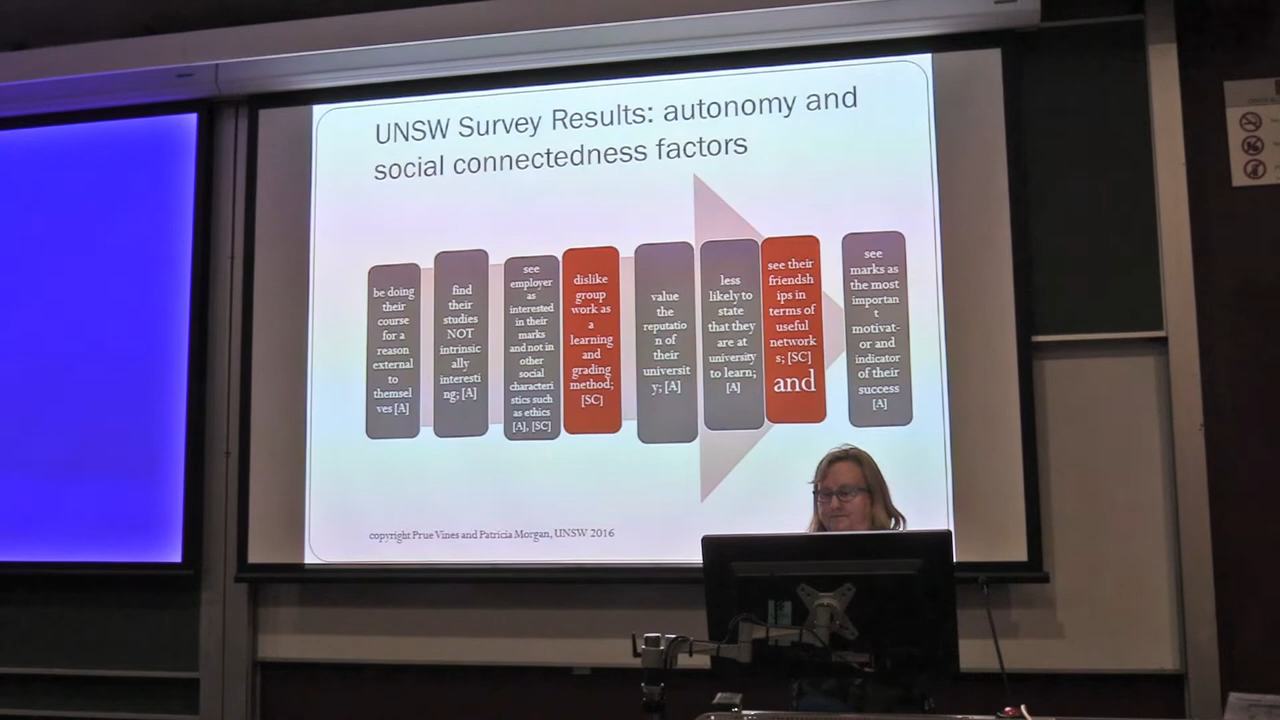 UNSW Survey Results: autonomy and
social connectedness factors
be doing
their
course
for a
reason
external
to
themsel
ves [A]
find
their
studies
NOT
intrinsic
ally
interesti
ng; [A]
see
employer
as
interested
in their
marks
and not in
other
social
characteri
stics such
as ethics
[A], [SC]
dislike
group
work as
a
learning
and
grading
method;
[SC]
value
the
reputatio
n of
their
universit
y; [A]
less
likely to
state
that they
are at
university
to learn;
[A]
see their
friendsh
ips in
terms of
useful
network
s; [SC]
and
see
marks as
the most
importan
t
motivat-
or and
indicator
of their
success
[A]
copyright Prue Vines and Patricia Morgan, UNSW 2016